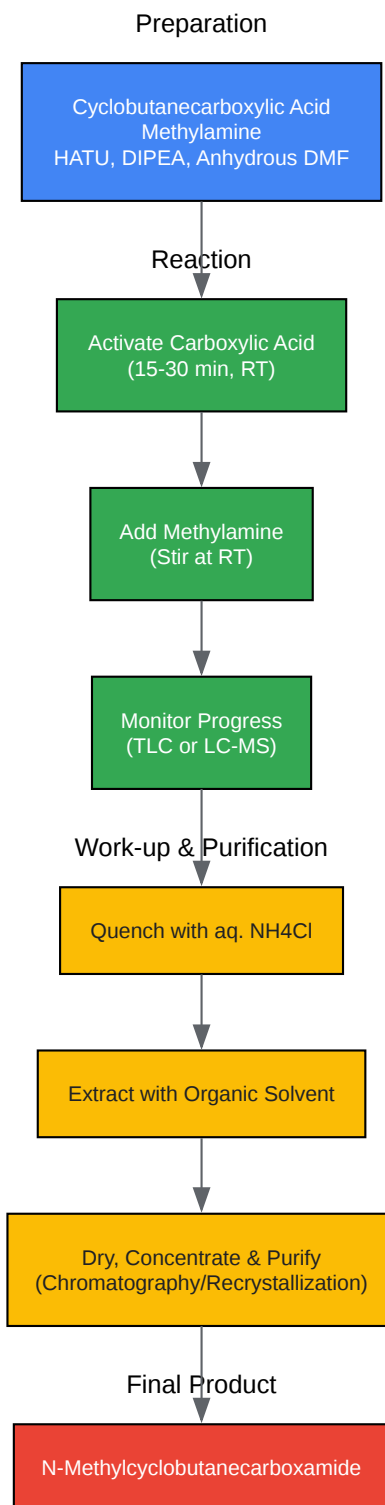 Preparation
Cyclobutanecarboxylic Acid
Methylamine
HATU, DIPEA, Anhydrous DMF
Reaction
Activate Carboxylic Acid
(15-30 min, RT)
Add Methylamine
(Stir at RT)
Monitor Progress
(TLC or LC-MS)
Work-up & Purification
Quench with aq. NH4Cl
Extract with Organic Solvent
Dry, Concentrate & Purify
(Chromatography/Recrystallization)
Final Product
N-Methylcyclobutanecarboxamide